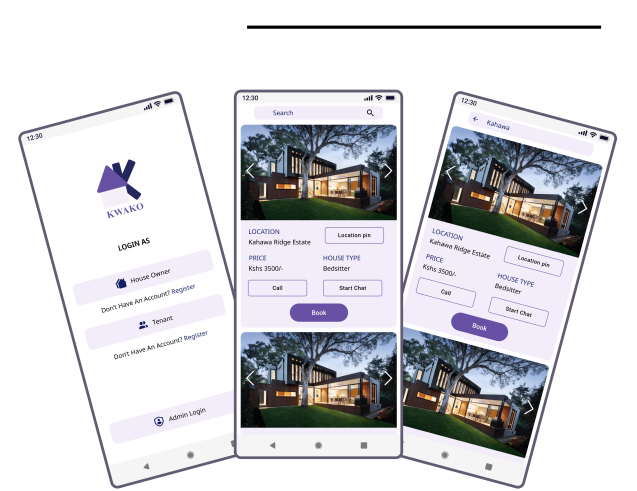 12:30
KWAKO
LOGIN AS
House Owner
Don't Have An Account? Register
Tenant
Don't Have An Account? Register
Admin Login
12:30
Search
LOCATION
Kahawa Ridge Estate
Location pin
PRICE
HOUSE TYPE
Kshs 3500/-
Bedsitter
Call
Start Chat
Book
12:30
Kahawa
LOCATION
Kahawa Ridge Estate
Location pin
PRICE
HOUSE TYPE
Kshs 3500/-
Bedsitter
Call
Start Chat
Book